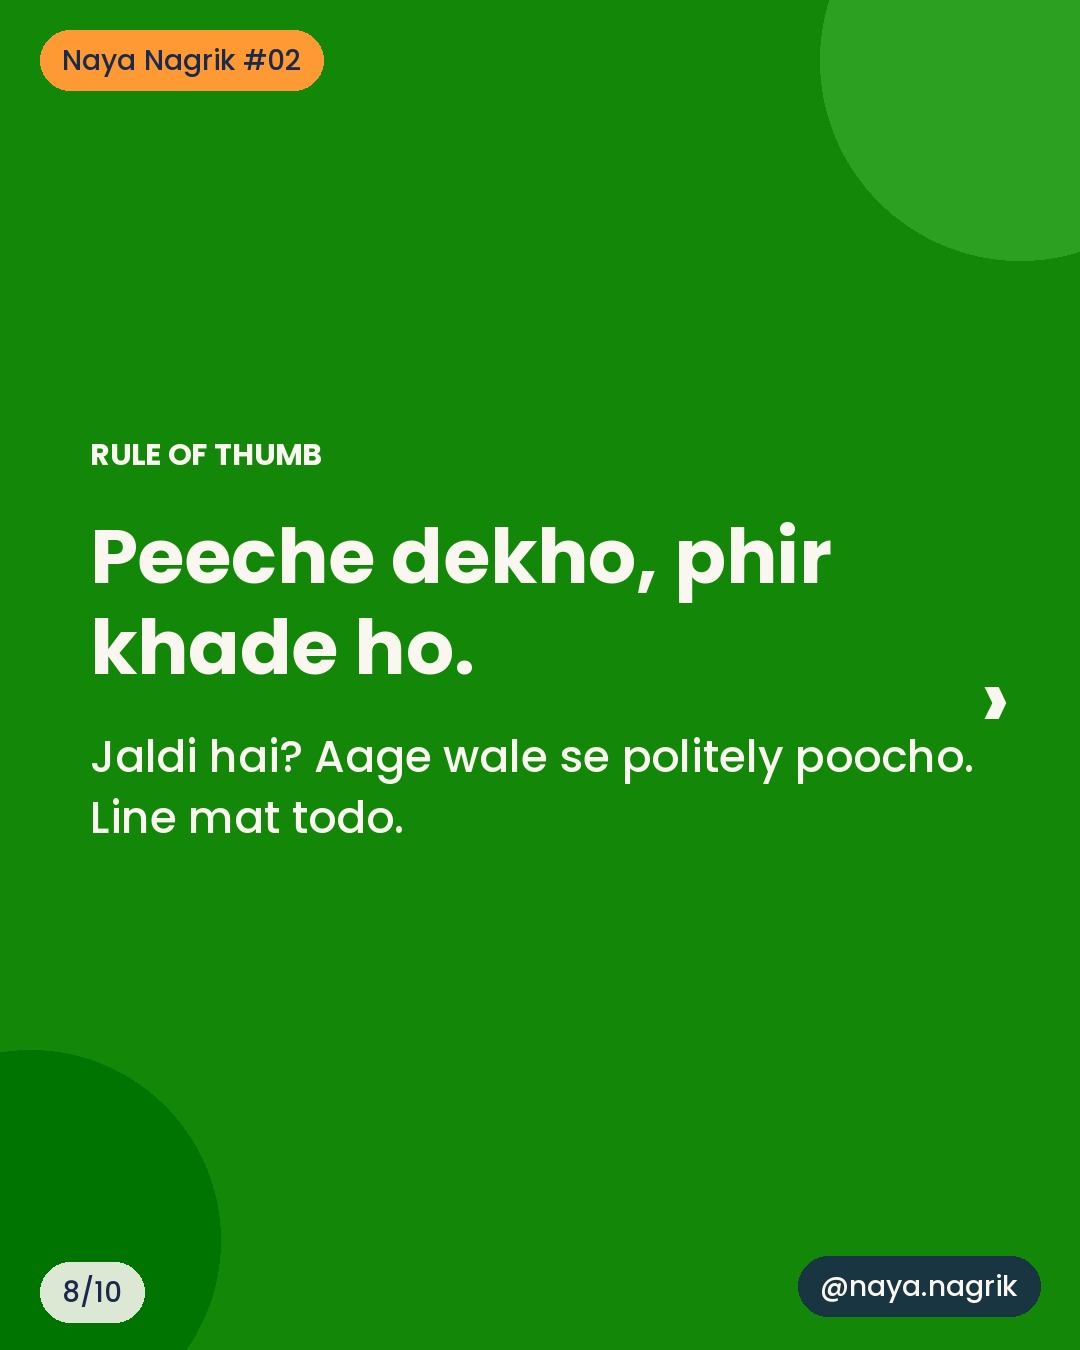 Naya Nagrik #02
RULE OF THUMB
Peeche dekho, phir
khade ho.
Jaldi hai? Aage wale se politely poocho.
Line mat todo.
8/10
@naya.nagrik